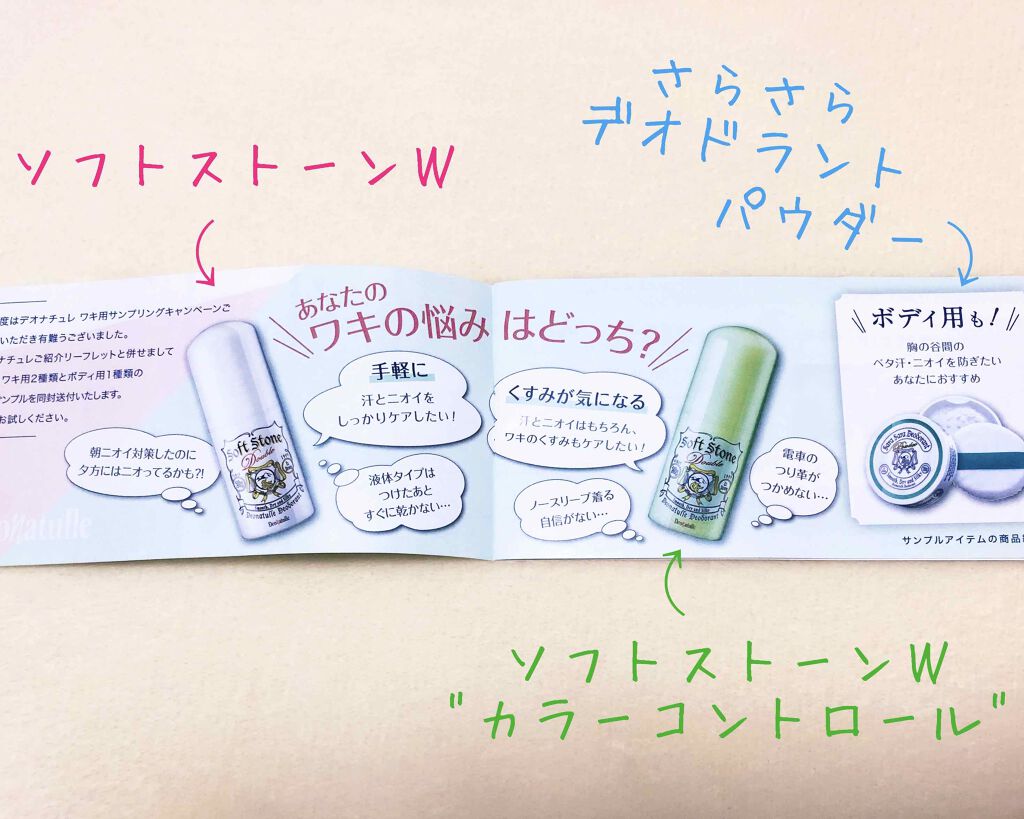 さらさら
デオドラント
パウダー
ソフトストーンW
度はデオナチュレ ワキ用サンプリングキャンペーンご
いただき有難うございました。
ナチュレご紹介リーフレットと併せまして
ワキ用2種類とボディ用1種類の
ンプルを同封送付いたします。
お試しください。
あなたの
ワキの悩みはどっち?
手軽に
汗とニオイを
しっかりケアしたい!
朝ニオイ対策したのに
夕方にはニオってるかも?!
液体タイプは
つけたあと
すぐに乾かない…
Soft Stone
Double
Deonatulle Deodorant
Deonatulle
くすみが気になる
汗とニオイはもちろん、
ワキのくすみもケアしたい!
ノースリーブ着る
自信がない…
電車の
つり革が
つかめない…
Soft Stone
Double
Deonatulle Deodorant
Deonatulle
ボディ用も!
胸の谷間の
ベタ汗・ニオイを防ぎたい
あなたにおすすめ
Sara Sara Deodorant
サンプルアイテムの商品
onatulle
ソフトストーンW
"カラーコントロール"